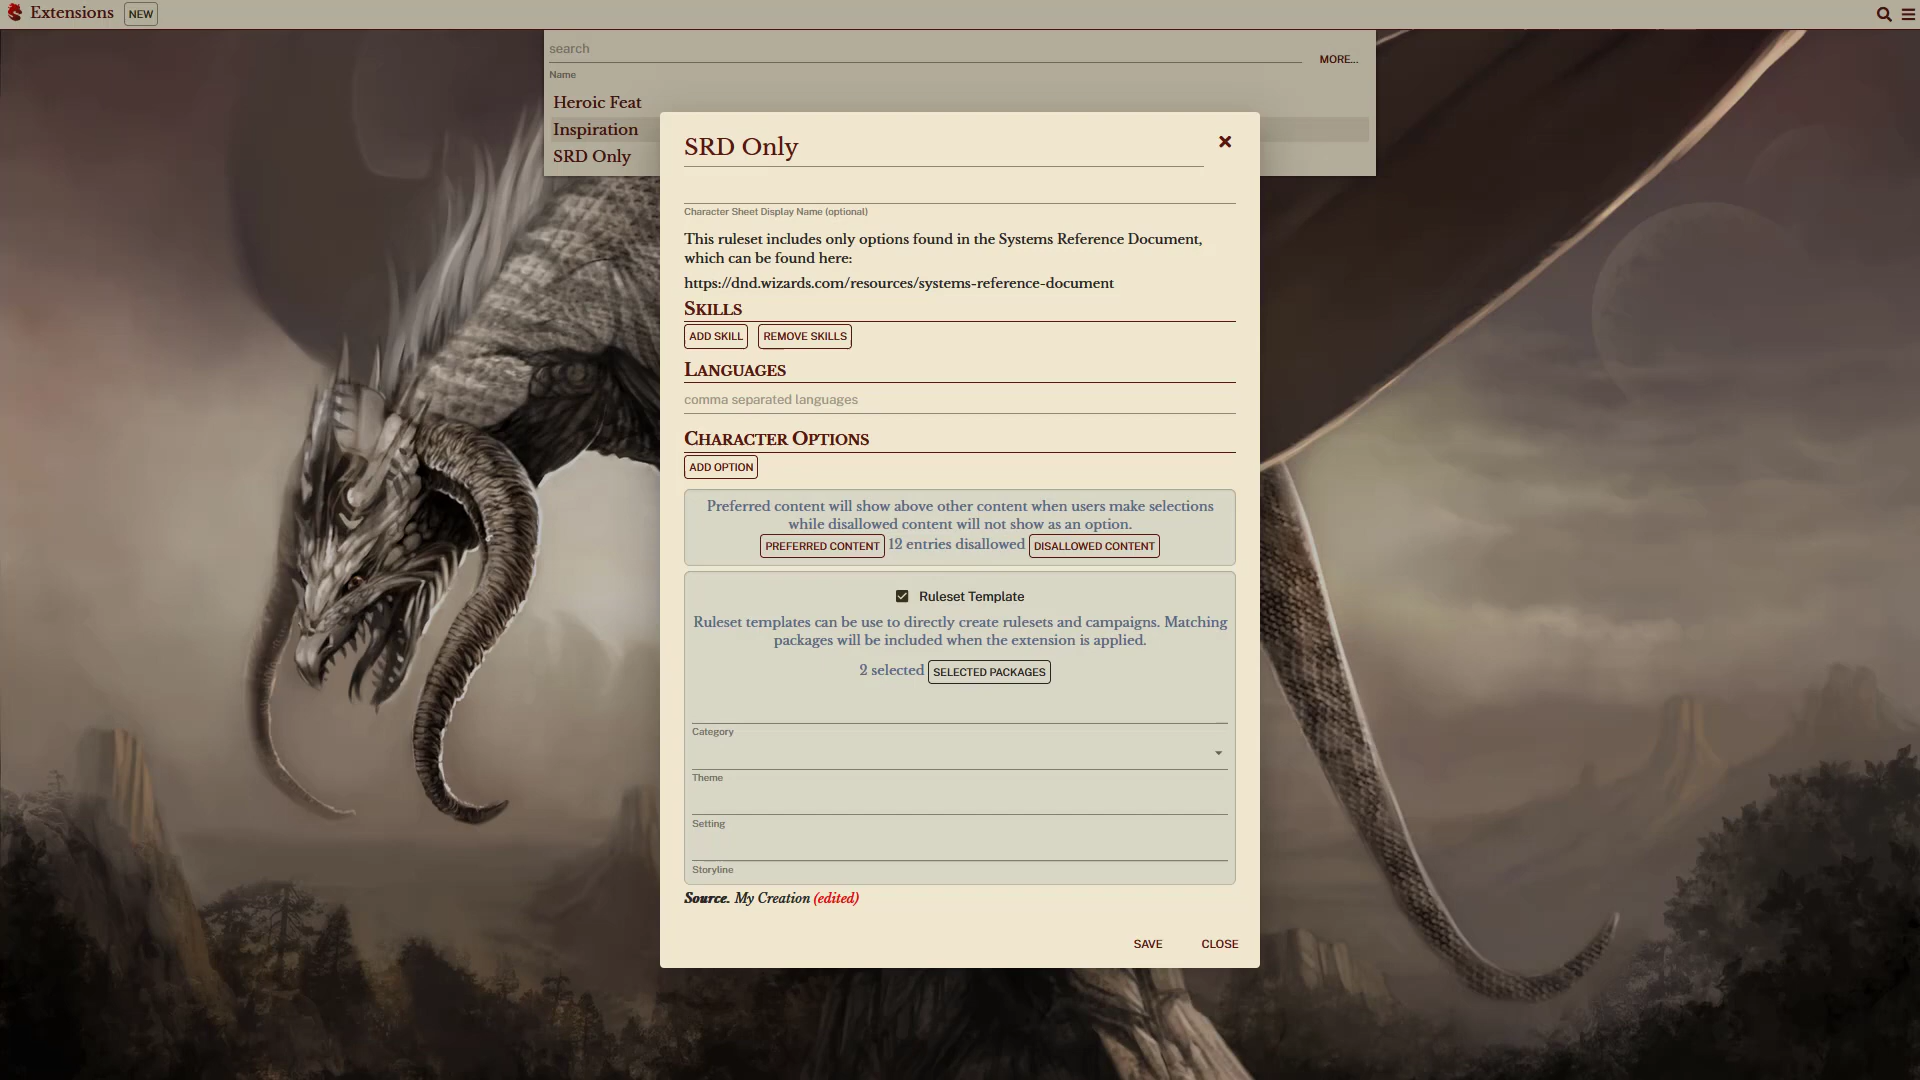 Extensions NEW
search
MORE...
Name
Heroic Feat
Inspiration
SRD Only
SRD Only
Character Sheet Display Name (optional)
This ruleset includes only options found in the Systems Reference Document,
which can be found here:
https://dnd.wizards.com/resources/systems-reference-document
SKILLS
ADD SKILL REMOVE SKILLS
LANGUAGES
comma separated languages
CHARACTER OPTIONS
ADD OPTION
Preferred content will show above other content when users make selections
while disallowed content will not show as an option.
PREFERRED CONTENT 12 entries disallowed DISALLOWED CONTENT
Ruleset Template
Ruleset templates can be use to directly create rulesets and campaigns. Matching
packages will be included when the extension is applied.
2 selected SELECTED PACKAGES
Category
Theme
Setting
Storyline
Source. My Creation (edited)
SAVE CLOSE